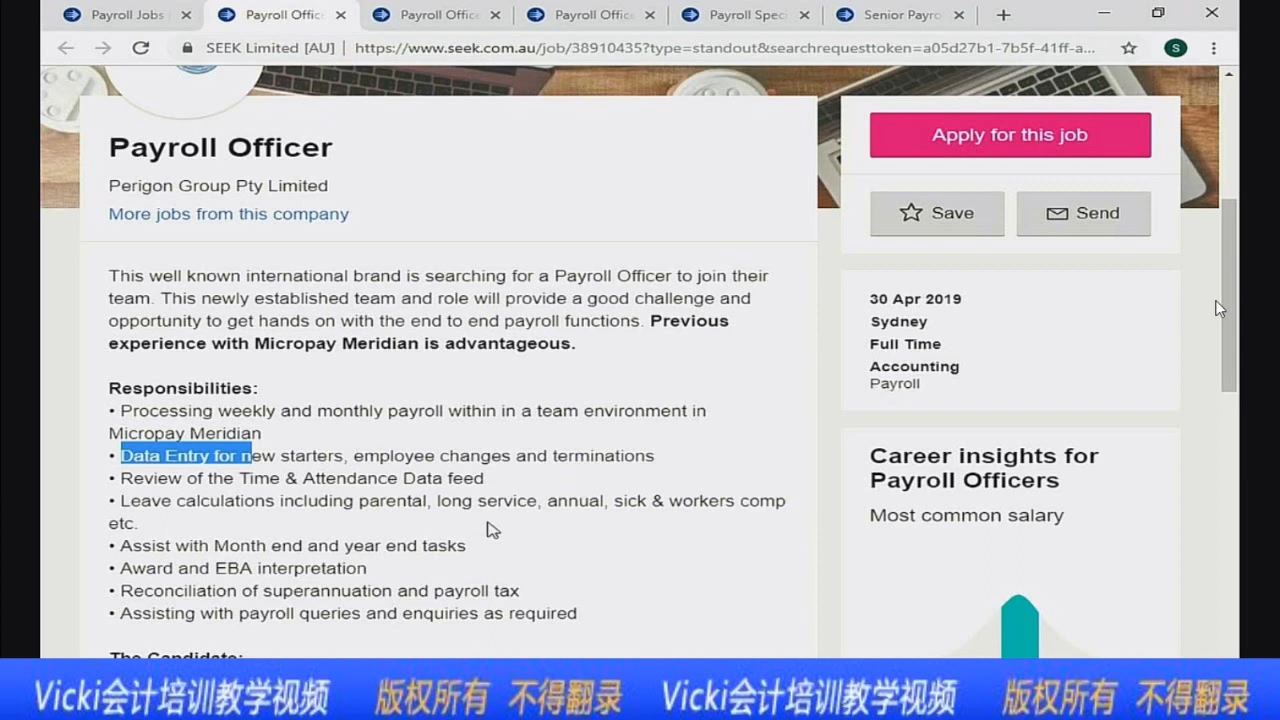 Payroll Jobs
Payroll Office
Payroll Office
Payroll Office
Payroll Spec
Senior Payro
SEEK Limited [AU] | https://www.seek.com.au/job/38910435?type=standout&searchrequesttoken=a05d27b1-7b5f-41ff-a...
S
Payroll Officer
Perigon Group Pty Limited
More jobs from this company
This well known international brand is searching for a Payroll Officer to join their
team. This newly established team and role will provide a good challenge and
opportunity to get hands on with the end to end payroll functions. Previous
experience with Micropay Meridian is advantageous.
Responsibilities:
• Processing weekly and monthly payroll within in a team environment in
Micropay Meridian
• Data Entry for new starters, employee changes and terminations
• Review of the Time & Attendance Data feed
• Leave calculations including parental, long service, annual, sick & workers comp
etc.
• Assist with Month end and year end tasks
• Award and EBA interpretation
• Reconciliation of superannuation and payroll tax
• Assisting with payroll queries and enquiries as required
The Candidate:
Apply for this job
Save
Send
30 Apr 2019
Sydney
Full Time
Accounting
Payroll
Career insights for
Payroll Officers
Most common salary
Vicki会计培训教学视频 版权所有 不得翻录 Vicki会计培训教学视频 版权所有 不得翻录